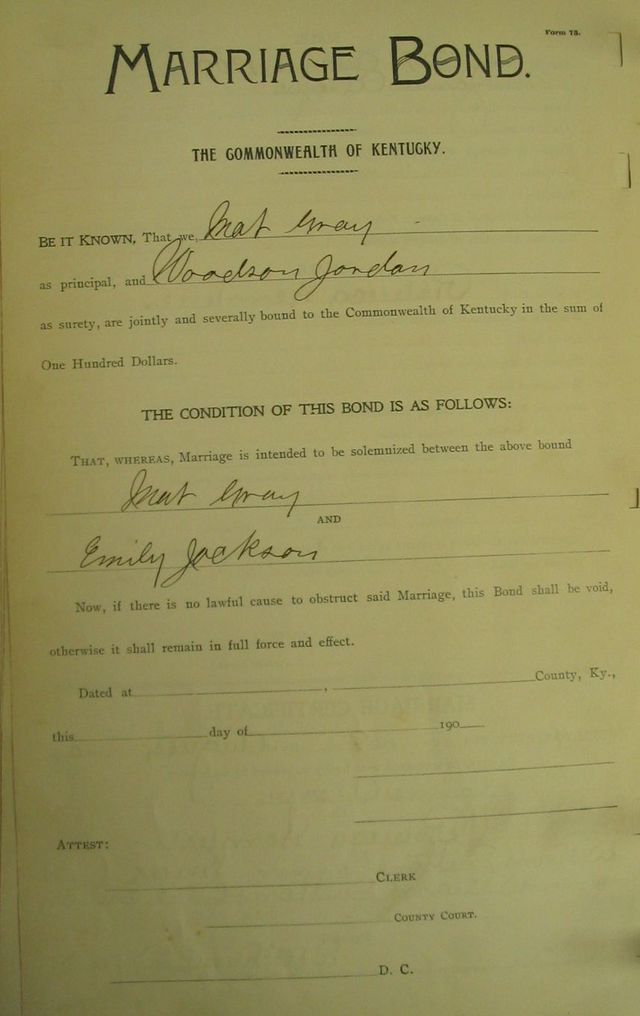 Form 73.
MARRIAGE BOND.
THE COMMONWEALTH OF KENTUCKY.
BE IT KNOWN, That we, Mat Gray
as principal, and Woodson Jordan
as surety, are jointly and severally bound to the Commonwealth of Kentucky in the sum of
One Hundred Dollars.
THE CONDITION OF THIS BOND IS AS FOLLOWS:
THAT, WHEREAS, Marriage is intended to be solemnized between the above bound
Mat Gray
AND
Emily Jackson
Now, if there is no lawful cause to obstruct said Marriage, this Bond shall be void,
otherwise it shall remain in full force and effect.
Dated at , County, Ky.,
this day of 190
ATTEST:
CLERK
COUNTY COURT.
D. C.